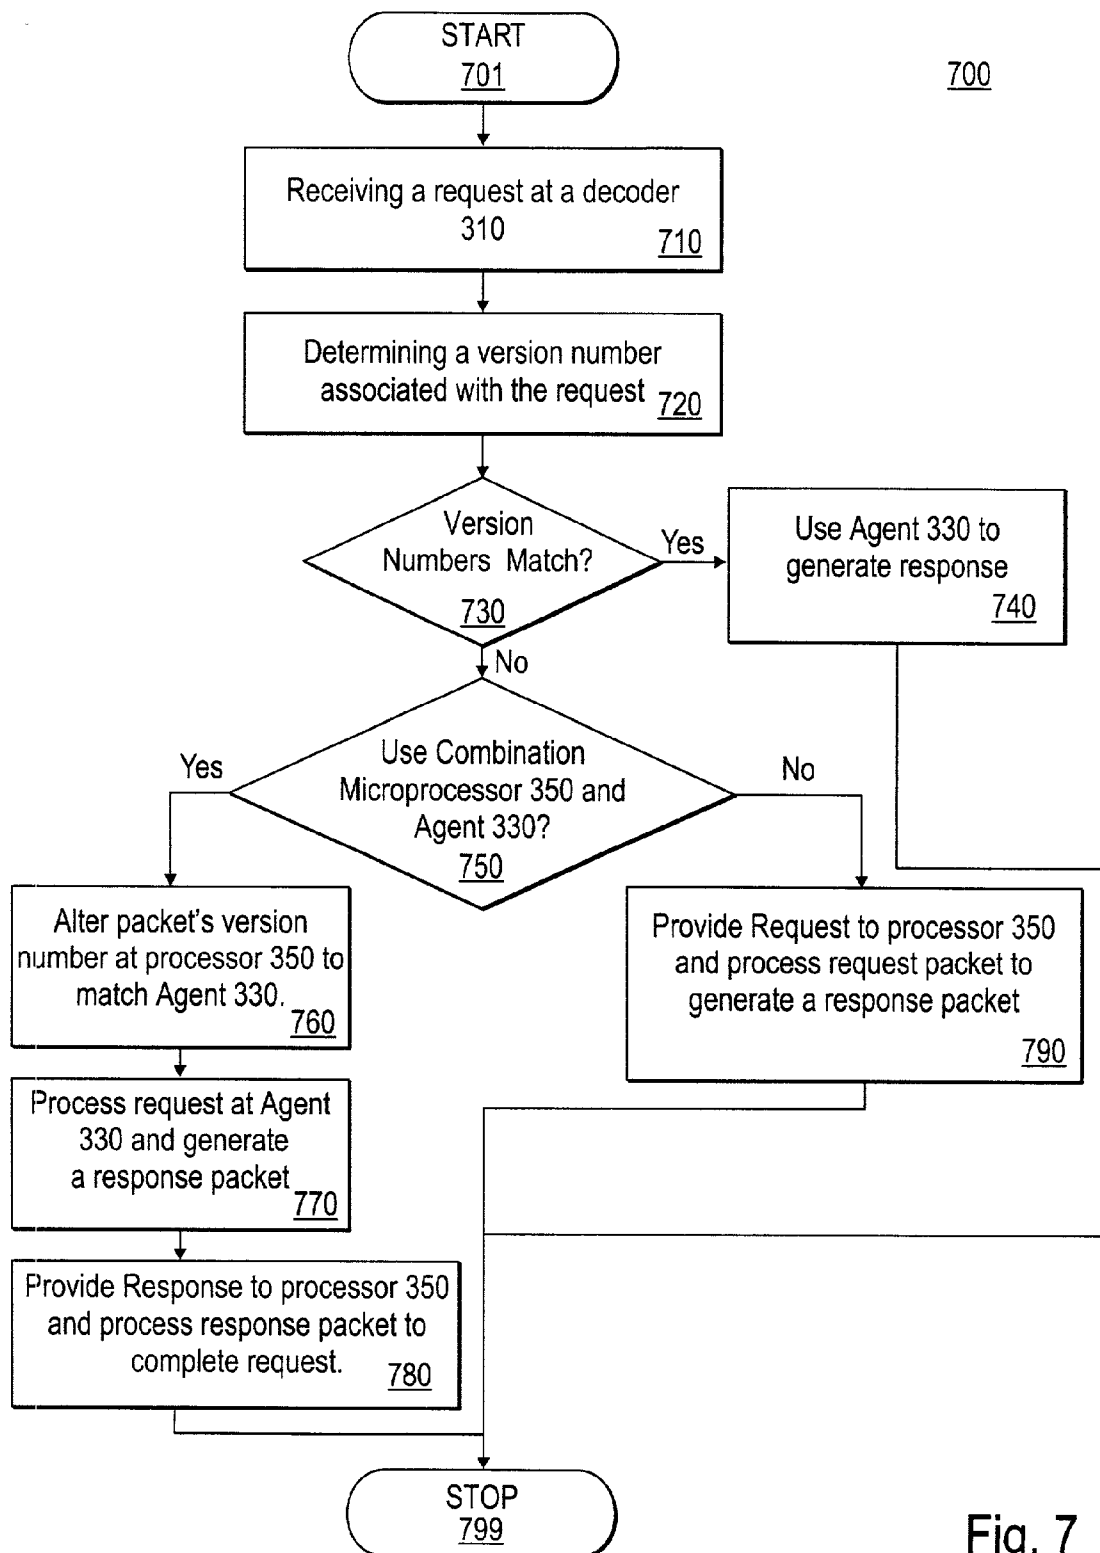 START
701
700
Receiving a request at a decoder
310
710
Determining a version number
associated with the request
720
Version
Numbers Match?
730
Yes
Use Agent 330 to
generate response
740
No
Use Combination
Microprocessor 350 and
Agent 330?
750
Yes
No
Alter packet's version
number at processor 350 to
match Agent 330.
760
Provide Request to processor 350
and process request packet to
generate a response packet
790
Process request at Agent
330 and generate
a response packet
770
Provide Response to processor 350
and process response packet to
complete request.
780
STOP
799
Fig. 7